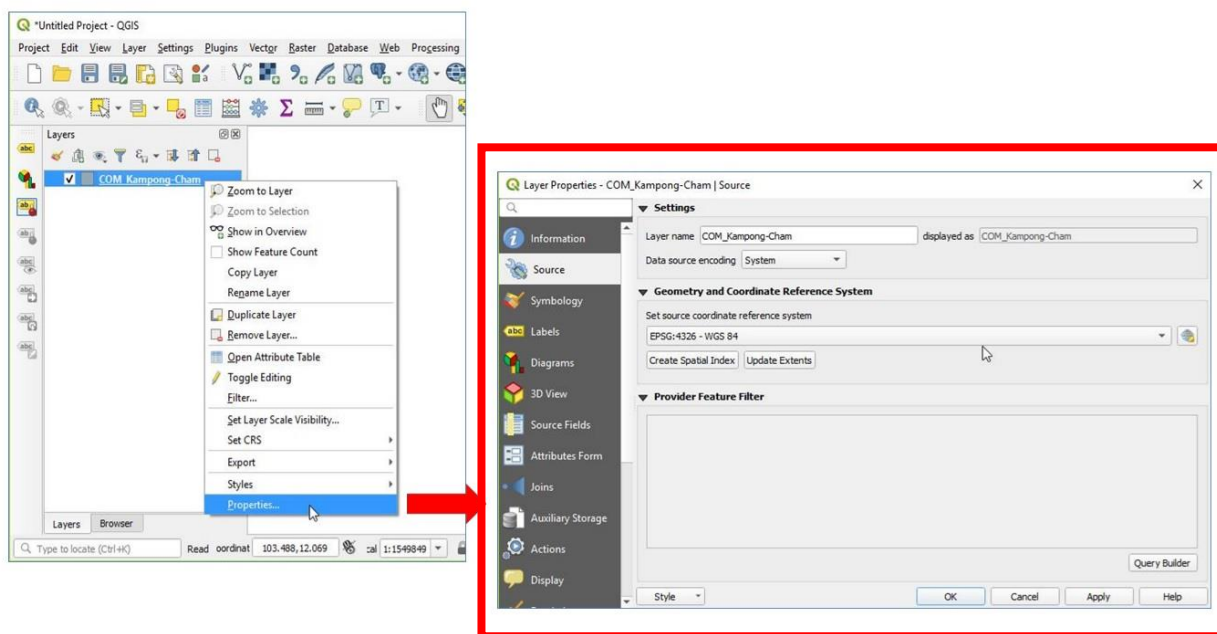 *Untitled Project - QGIS
Project Edit View Layer Settings Plugins Vector Raster Database Web Processing
Layers
COM_Kampong-Cham
Zoom to Layer
Zoom to Selection
Show in Overview
Show Feature Count
Copy Layer
Rename Layer
Duplicate Layer
Remove Layer...
Open Attribute Table
Toggle Editing
Filter...
Set Layer Scale Visibility...
Set CRS
Export
Styles
Properties...
Layers Browser
Type to locate (Ctrl+K) Read oordinat 103.488,12.069 :al 1:1549849
Layer Properties - COM_Kampong-Cham | Source
Information
Source
Symbology
abc Labels
Diagrams
3D View
Source Fields
Attributes Form
Joins
Auxiliary Storage
Actions
Display
Settings
Layer name COM_Kampong-Cham displayed as COM_Kampong-Cham
Data source encoding System
Geometry and Coordinate Reference System
Set source coordinate reference system
EPSG:4326 - WGS 84
Create Spatial Index Update Extents
Provider Feature Filter
Query Builder
Style OK Cancel Apply Help